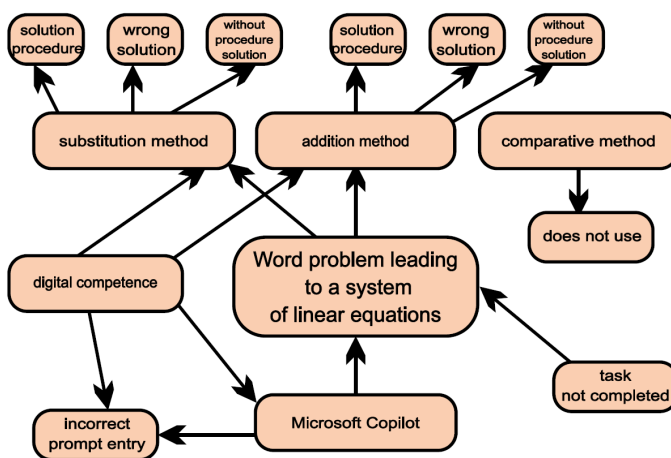 solution
procedure
wrong
solution
without
procedure
solution
solution
procedure
wrong
solution
without
procedure
solution
substitution method
addition method
comparative method
does not use
digital competence
Word problem leading
to a system
of linear equations
task
not completed
incorrect
prompt entry
Microsoft Copilot